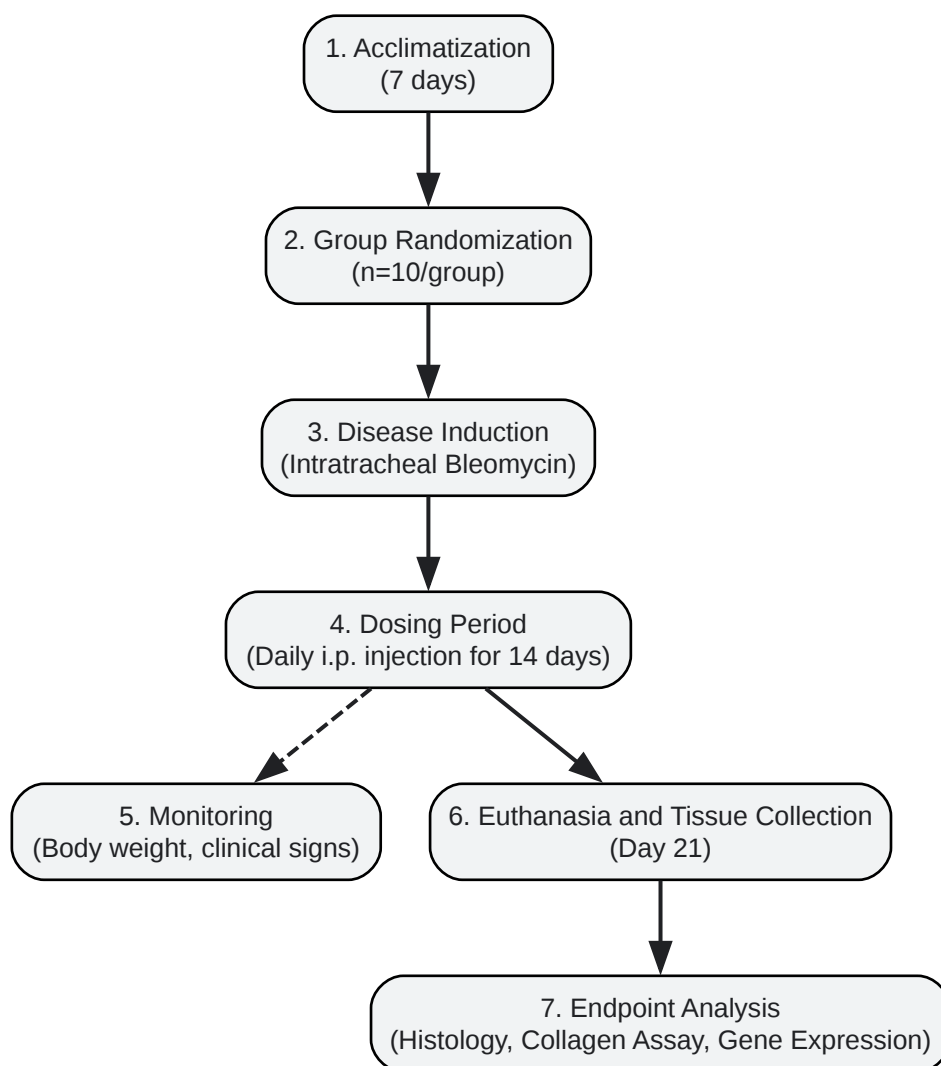 1. Acclimatization
(7 days)
2. Group Randomization
(n=10/group)
3. Disease Induction
(Intratracheal Bleomycin)
4. Dosing Period
(Daily i.p. injection for 14 days)
5. Monitoring
(Body weight, clinical signs)
6. Euthanasia and Tissue Collection
(Day 21)
7. Endpoint Analysis
(Histology, Collagen Assay, Gene Expression)